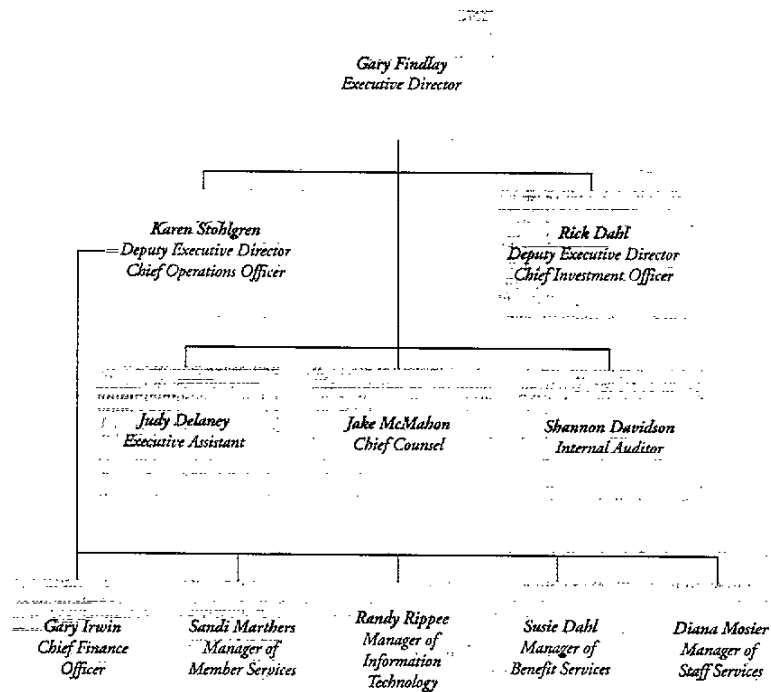 Gary Findlay
Executive Director
Karen Stohlgren
Deputy Executive Director
Chief Operations Officer
Rick Dahl
Deputy Executive Director
Chief Investment Officer
Judy Delaney
Executive Assistant
Jake McMahon
Chief Counsel
Shannon Davidson
Internal Auditor
Gary Irwin
Chief Finance
Officer
Sandi Marthers
Manager of
Member Services
Randy Rippee
Manager of
Information
Technology
Susie Dahl
Manager of
Benefit Services
Diana Mosier
Manager of
Staff Services